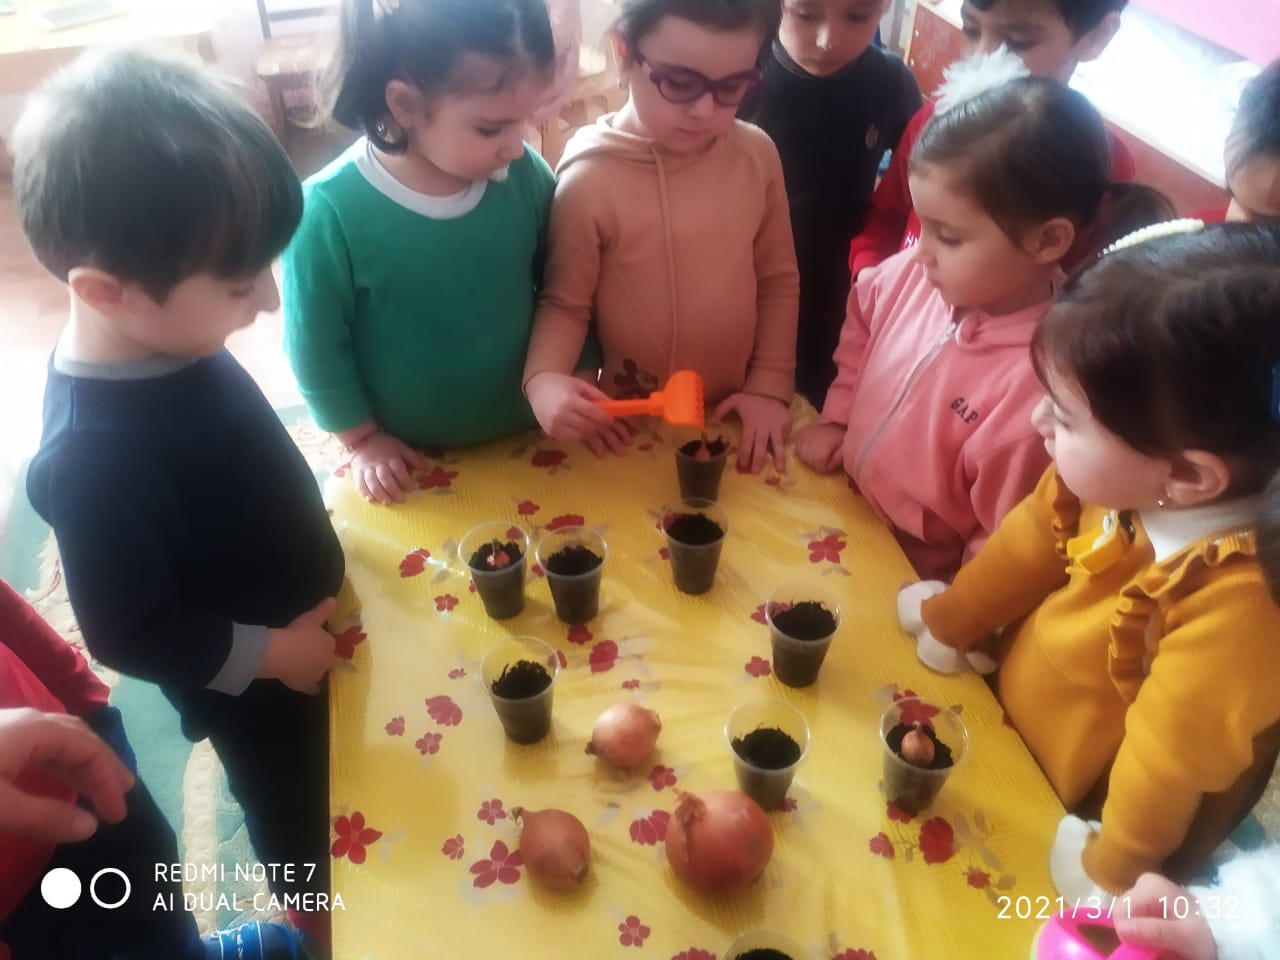 GAP
REDMI NOTE 7
AI DUAL CAMERA
2021/3/1 10:32